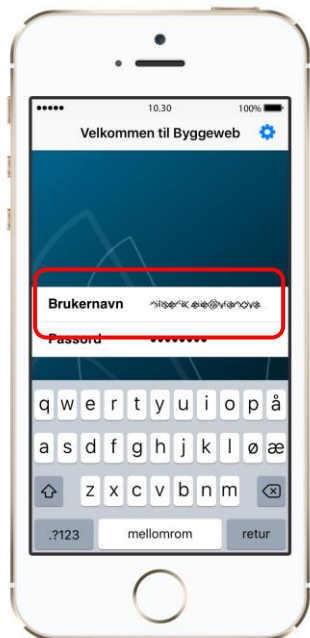 10.30 100%
Velkommen til Byggeweb
Brukernavn
Passord ••••••••
q w e r t y u i o p å
a s d f g h j k l ø æ
z x c v b n m
.?123 mellomrom retur